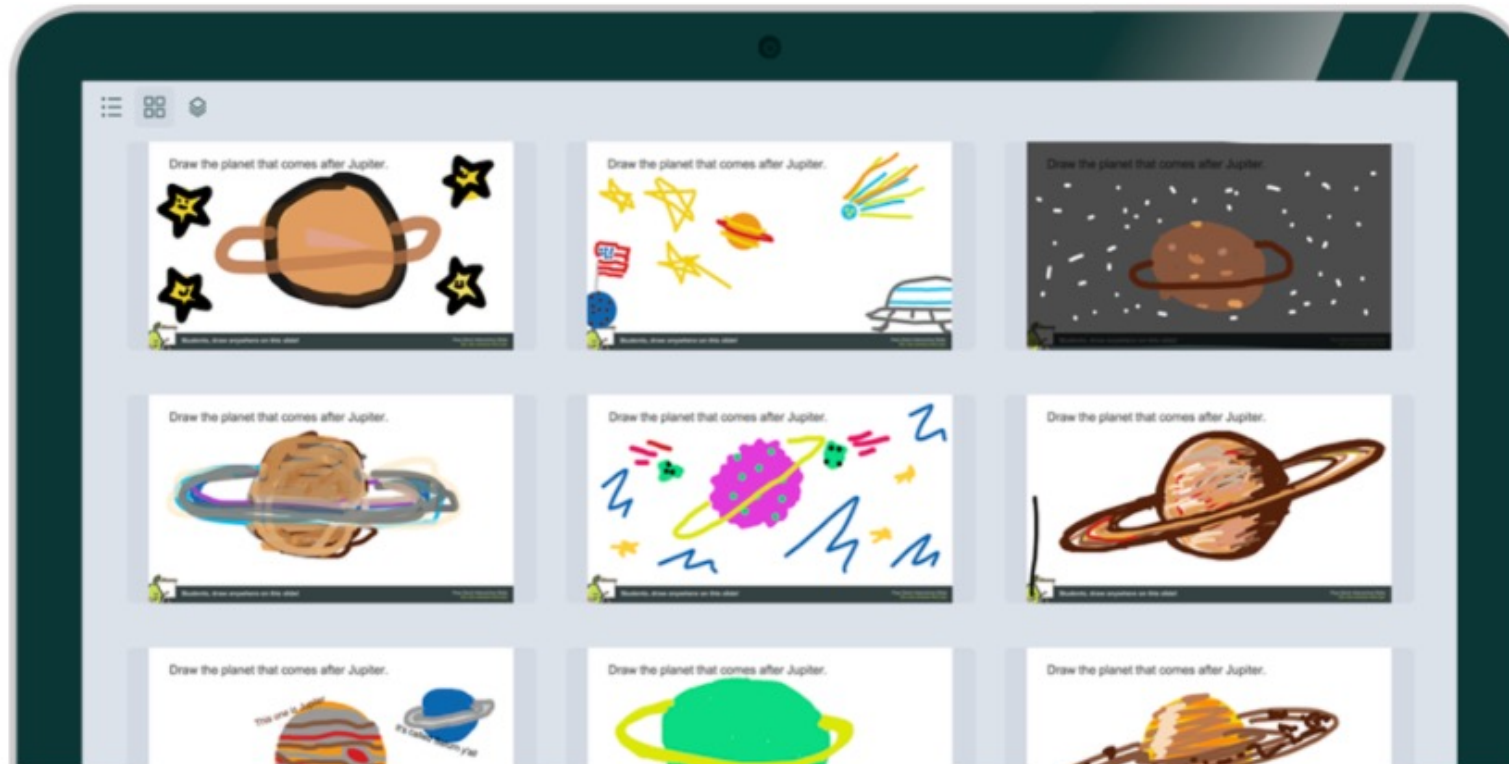 Draw the planet that comes after Jupiter.
Students, draw anywhere on this slide!
Draw the planet that comes after Jupiter.
Students, draw anywhere on this slide!
Draw the planet that comes after Jupiter.
Draw the planet that comes after Jupiter.
Students, draw anywhere on this slide!
Draw the planet that comes after Jupiter.
Students, draw anywhere on this slide!
Draw the planet that comes after Jupiter.
Students, draw anywhere on this slide!
Draw the planet that comes after Jupiter.
This one is Jupiter
It's called Saturn y'all
Draw the planet that comes after Jupiter.
Draw the planet that comes after Jupiter.